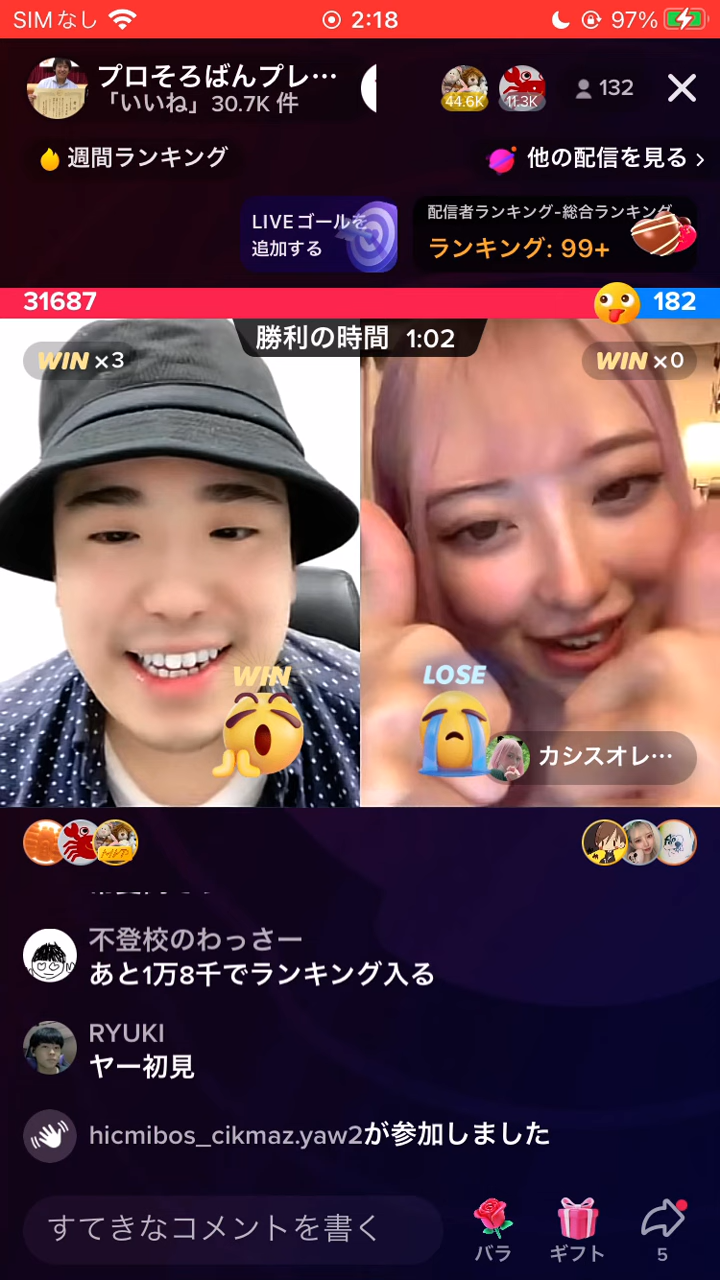 SIMなし 2:18 97%
プロそろばんプレ…
「いいね」30.7K 件
44.6K 11.3K 132
週間ランキング 他の配信を見る
LIVEゴールを
追加する
配信者ランキング-総合ランキング
ランキング: 99+
31687 182
勝利の時間 1:02
WIN ×3 WIN ×0
WIN LOSE
カシスオレ…
不登校のわっさー
あと1万8千でランキング入る
RYUKI
ヤー初見
hicmibos_cikmaz.yaw2が参加しました
すてきなコメントを書く
バラ ギフト 5